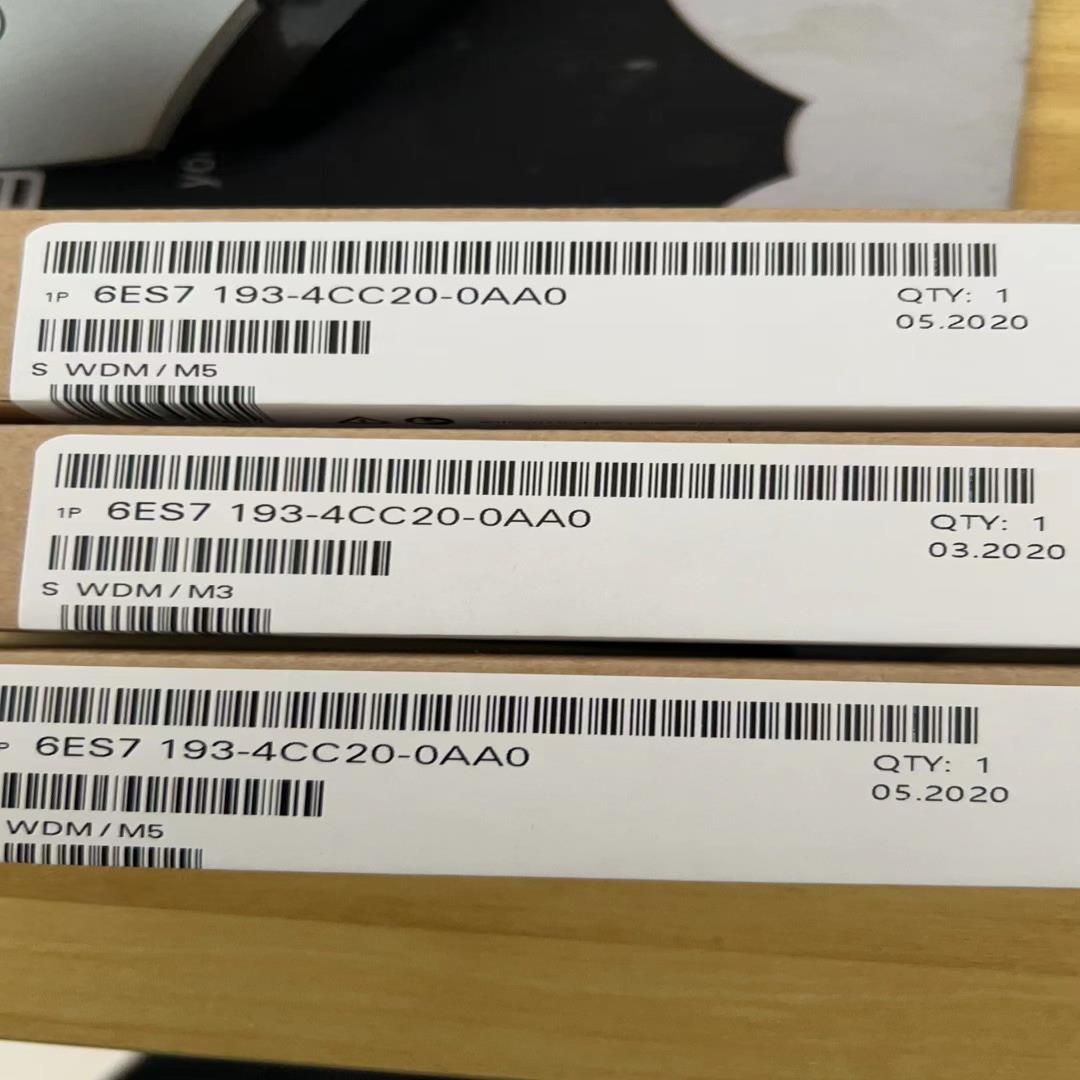 1P 6ES7 193-4CC20-0AA0
QTY: 1
05.2020
S WDM/M5
1P 6ES7 193-4CC20-0AA0
QTY: 1
03.2020
S WDM/M3
P 6ES7 193-4CC20-0AA0
QTY: 1
05.2020
WDM/M5